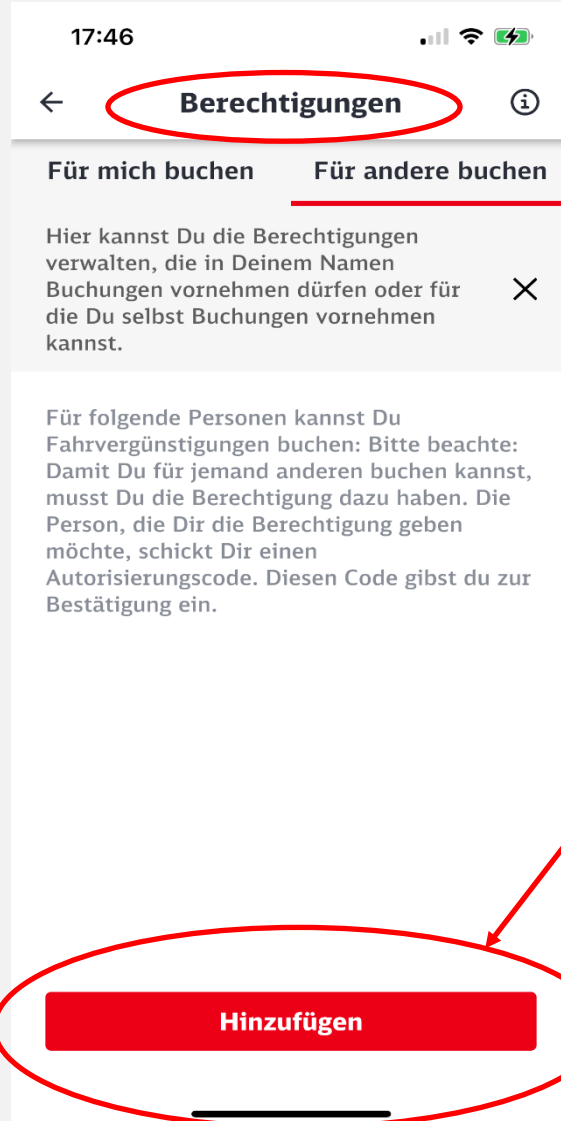 17:46
Berechtigungen
Für mich buchen Für andere buchen
Hier kannst Du die Berechtigungen
verwalten, die in Deinem Namen
Buchungen vornehmen dürfen oder für
die Du selbst Buchungen vornehmen
kannst.
Für folgende Personen kannst Du
Fahrvergünstigungen buchen: Bitte beachte:
Damit Du für jemand anderen buchen kannst,
musst Du die Berechtigung dazu haben. Die
Person, die Dir die Berechtigung geben
möchte, schickt Dir einen
Autorisierungscode. Diesen Code gibst du zur
Bestätigung ein.
Hinzufügen